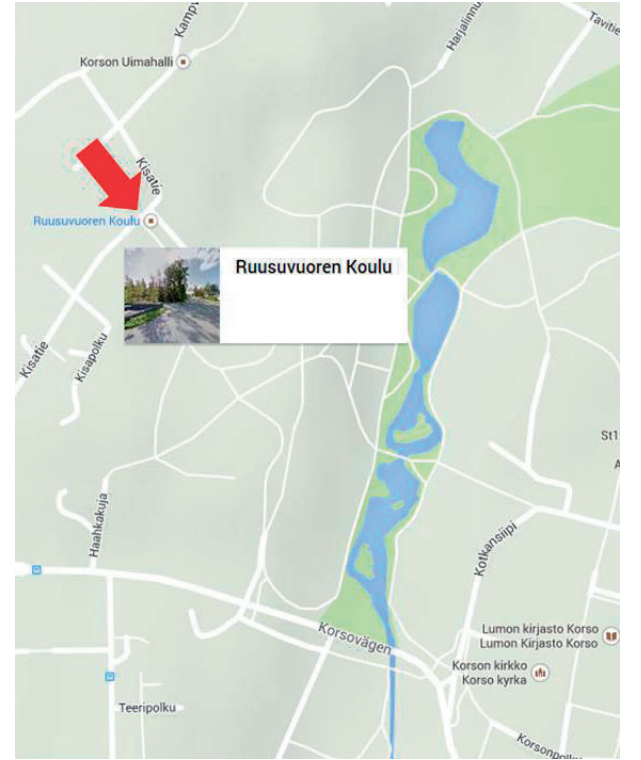 Kampv
Harjalinnu
Tavitie
Korson Uimahalli
Kisatie
Ruusuvuoren Koulu
Ruusuvuoren Koulu
Kisatie
Kisapolku
St1
A
Haahkakuja
Kotkansiipi
Korsovägen
Lumon kirjasto Korso
Lumon Kirjasto Korso
Korson kirkko
Korso kyrka
Teeripolku
Korsonpolku